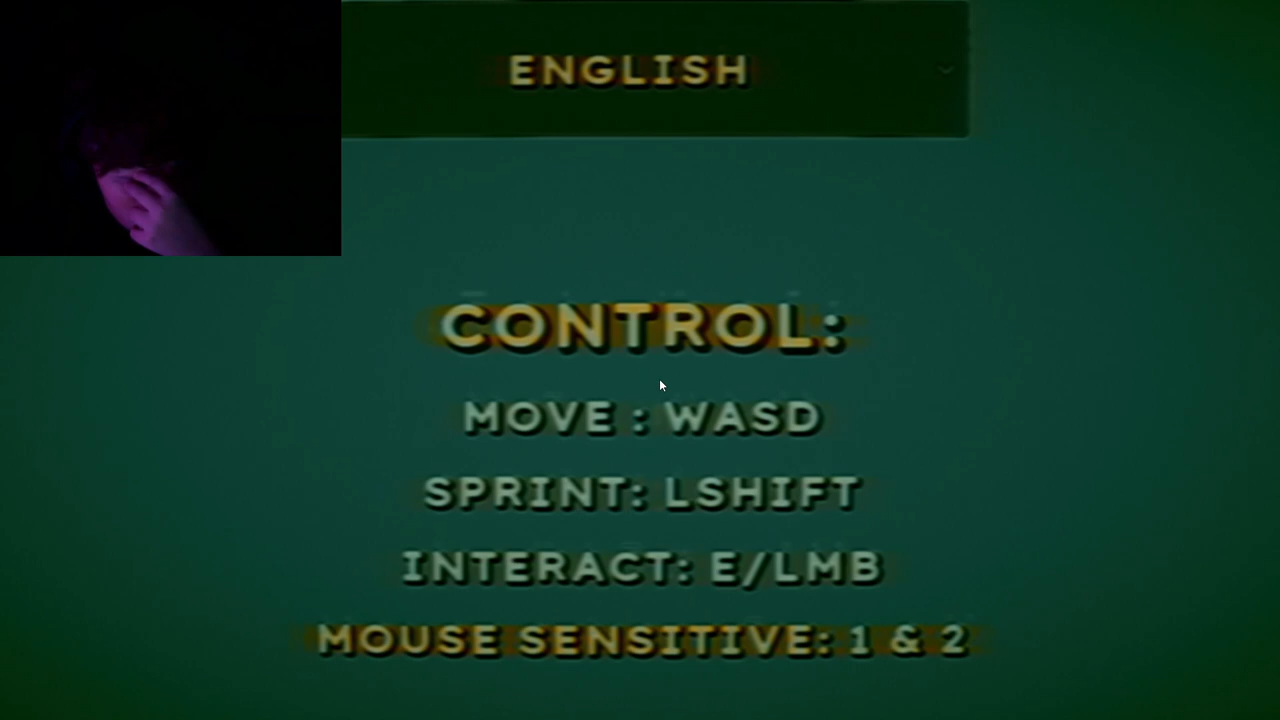 ENGLISH
CONTROL:
MOVE : WASD
SPRINT: LSHIFT
INTERACT: E/LMB
MOUSE SENSITIVE: 1 & 2